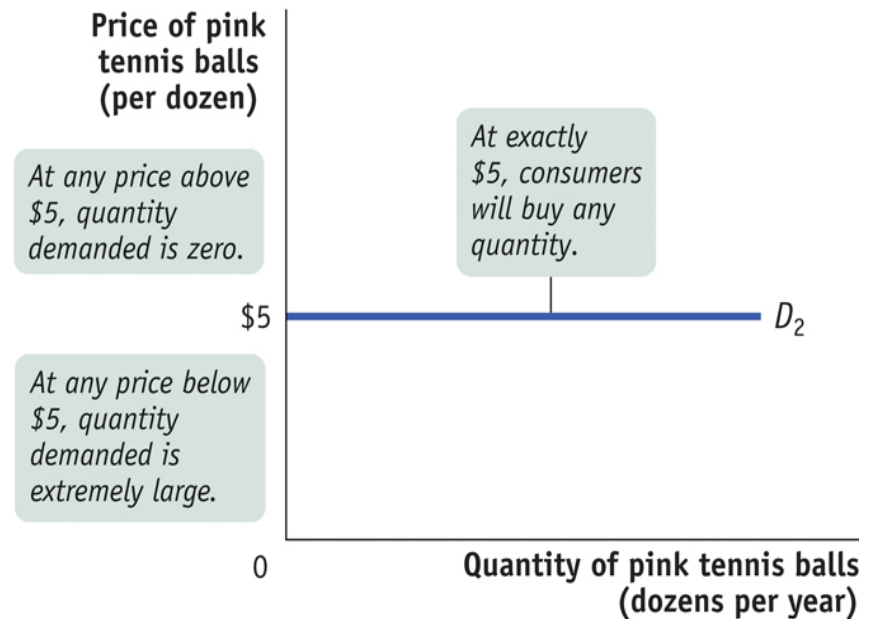 Price of pink
tennis balls
(per dozen)
At any price above
$5, quantity
demanded is zero.
At exactly
$5, consumers
will buy any
quantity.
$5
D₂
At any price below
$5, quantity
demanded is
extremely large.
0
Quantity of pink tennis balls
(dozens per year)